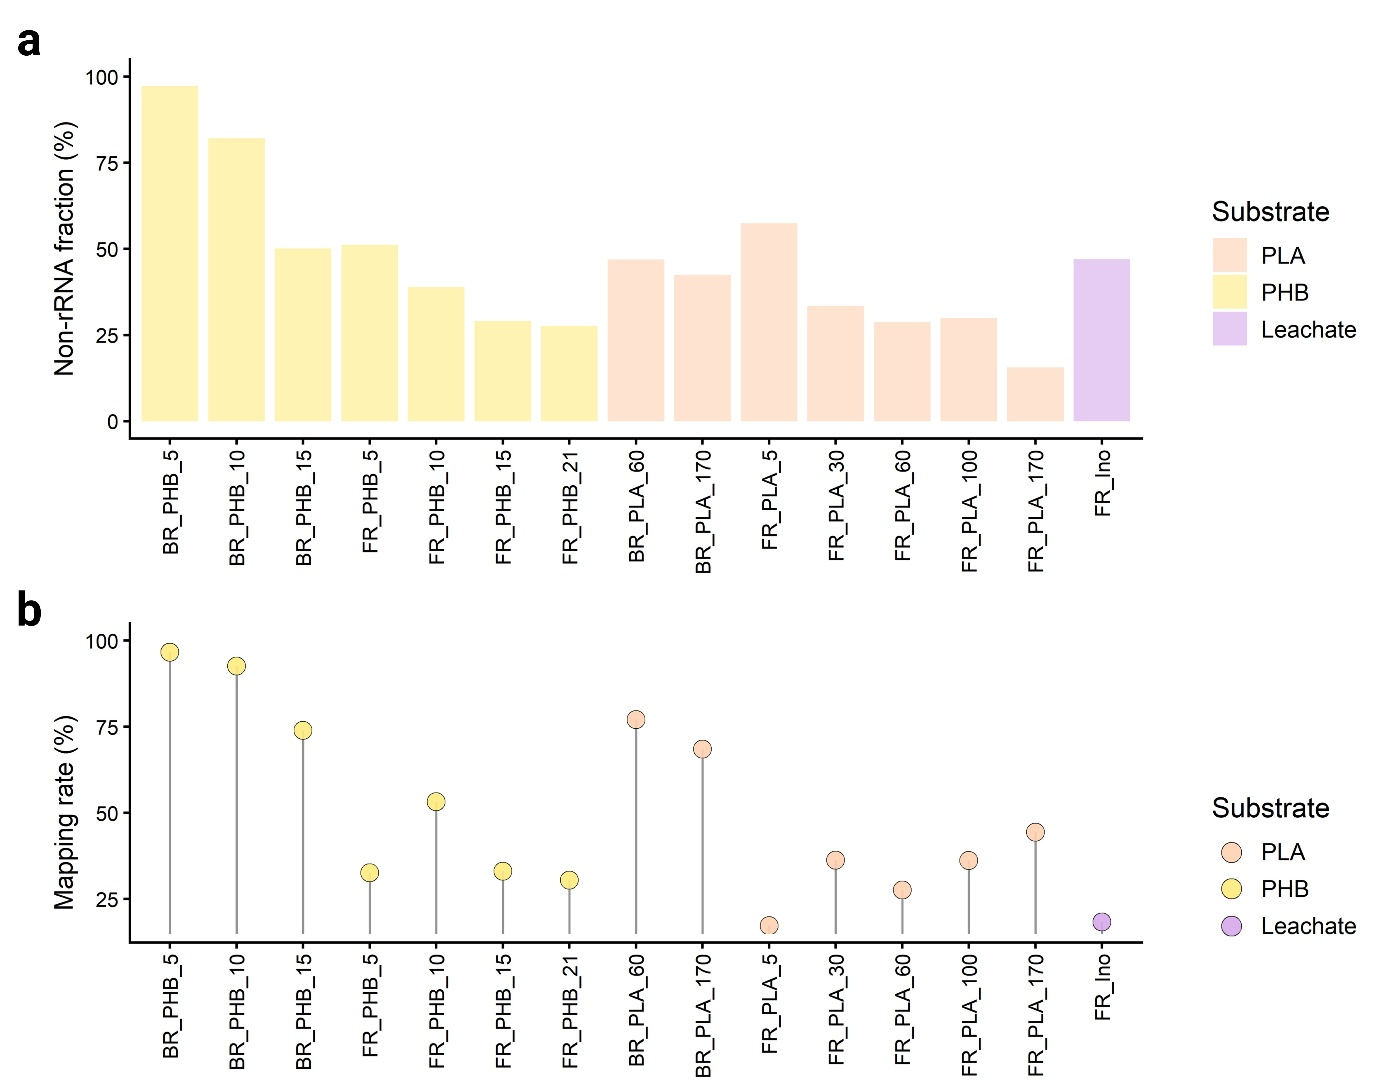 a
Non-rRNA fraction (%)
100
75
50
25
0
BR_PHB_5
BR_PHB_10
BR_PHB_15
FR_PHB_5
FR_PHB_10
FR_PHB_15
FR_PHB_21
BR_PLA_60
BR_PLA_170
FR_PLA_5
FR_PLA_30
FR_PLA_60
FR_PLA_100
FR_PLA_170
FR_Ino
Substrate
PLA
PHB
Leachate
b
Mapping rate (%)
100
75
50
25
BR_PHB_5
BR_PHB_10
BR_PHB_15
FR_PHB_5
FR_PHB_10
FR_PHB_15
FR_PHB_21
BR_PLA_60
BR_PLA_170
FR_PLA_5
FR_PLA_30
FR_PLA_60
FR_PLA_100
FR_PLA_170
FR_Ino
Substrate
PLA
PHB
Leachate